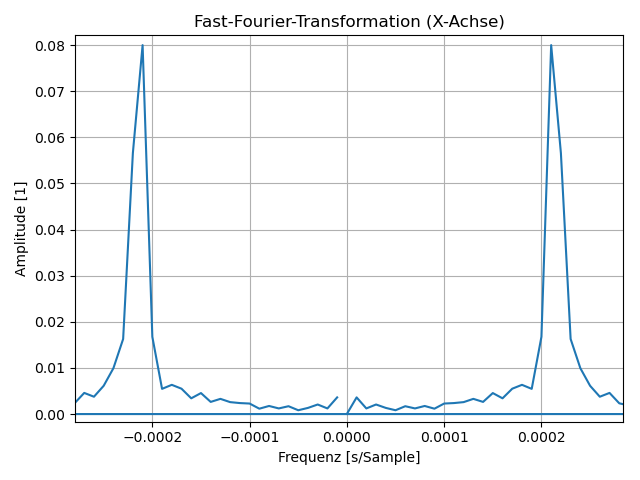 Fast-Fourier-Transformation (X-Achse)
0.08
0.07
0.06
0.05
0.04
0.03
0.02
0.01
0.00
Amplitude [1]
−0.0002 −0.0001 0.0000 0.0001 0.0002
Frequenz [s/Sample]